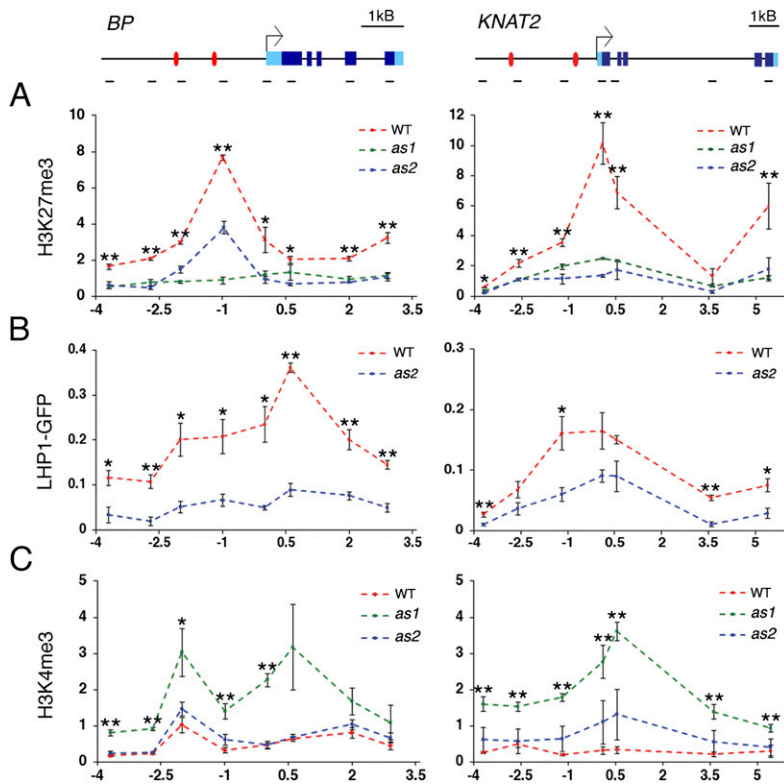 BP 1kB KNAT2 1kB
A
H3K27me3
10
8
6
4
2
0
-4 -2.5 -1 0.5 2 3.5
** ** ** ** * * ** **
WT
as1
as2
12
10
8
6
4
2
0
-4 -2.5 -1 0.5 2 3.5 5
* ** ** ** ** **
WT
as1
as2
B
LHP1-GFP
0.4
0.3
0.2
0.1
0
-4 -2.5 -1 0.5 2 3.5
* ** * * * ** ** **
WT
as2
0.3
0.2
0.1
0
-4 -2.5 -1 0.5 2 3.5 5
** * ** *
WT
as2
C
H3K4me3
5
4
3
2
1
0
-4 -2.5 -1 0.5 2 3.5
** ** * ** **
WT
as1
as2
5
4
3
2
1
0
-4 -2.5 -1 0.5 2 3.5 5
** ** ** ** ** ** **
WT
as1
as2